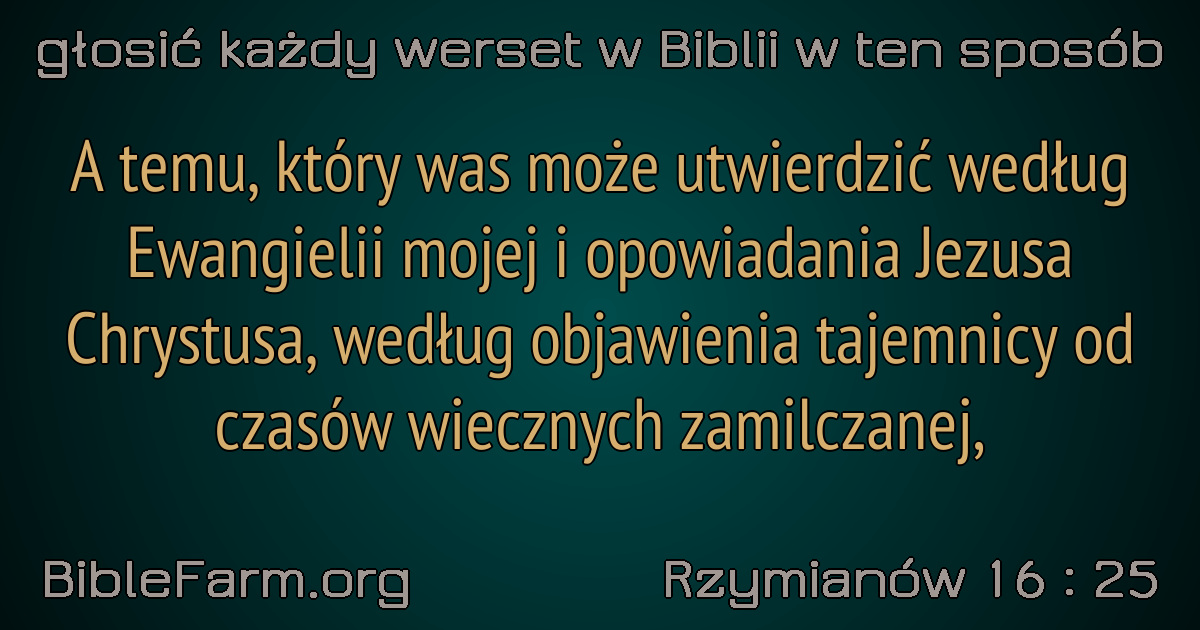 głosić każdy werset w Biblii w ten sposób
A temu, który was może utwierdzić według
Ewangielii mojej i opowiadania Jezusa
Chrystusa, według objawienia tajemnicy od
czasów wiecznych zamilczanej,
BibleFarm.org
Rzymianów 16 : 25